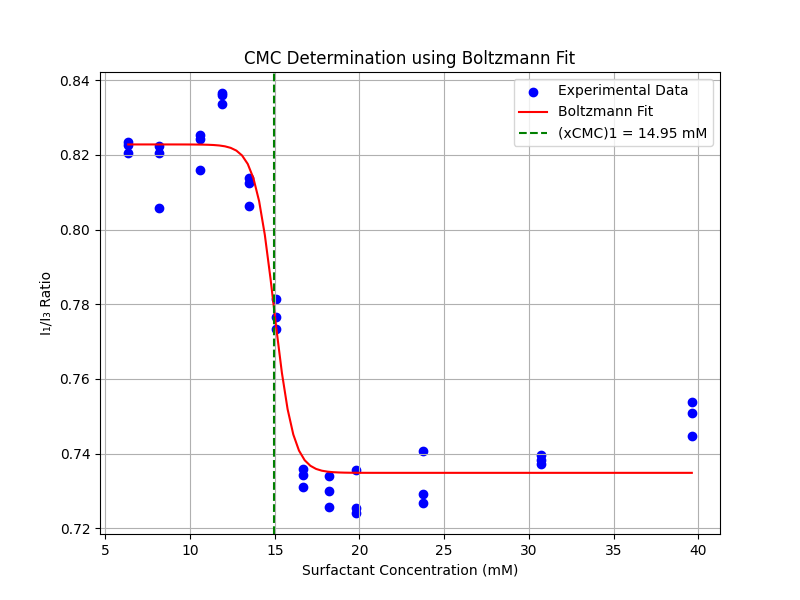 CMC Determination using Boltzmann Fit
Experimental Data
Boltzmann Fit
(xCMC)1 = 14.95 mM
I₁/I₃ Ratio
0.84
0.82
0.80
0.78
0.76
0.74
0.72
5 10 15 20 25 30 35 40
Surfactant Concentration (mM)